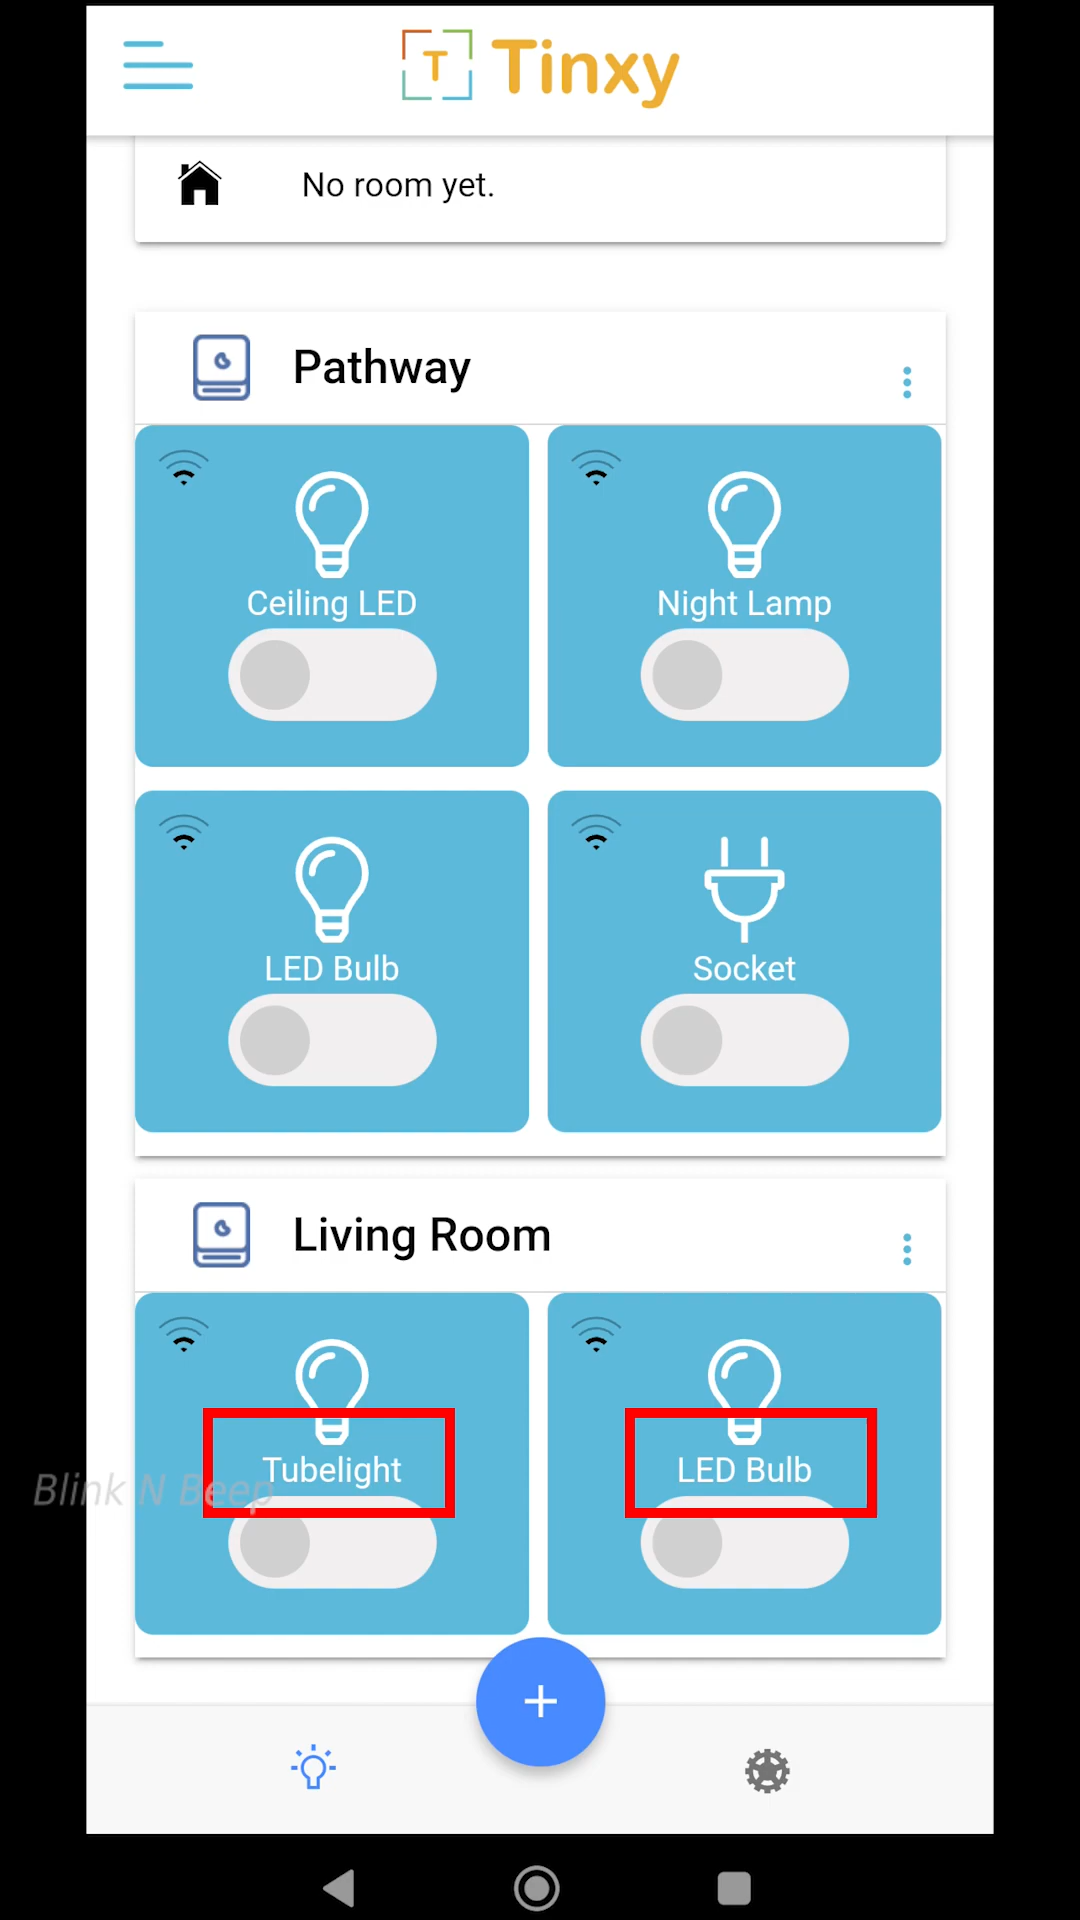 T Tinxy
No room yet.
Pathway
Ceiling LED
Night Lamp
LED Bulb
Socket
Living Room
Tubelight
LED Bulb
Blink N Beep